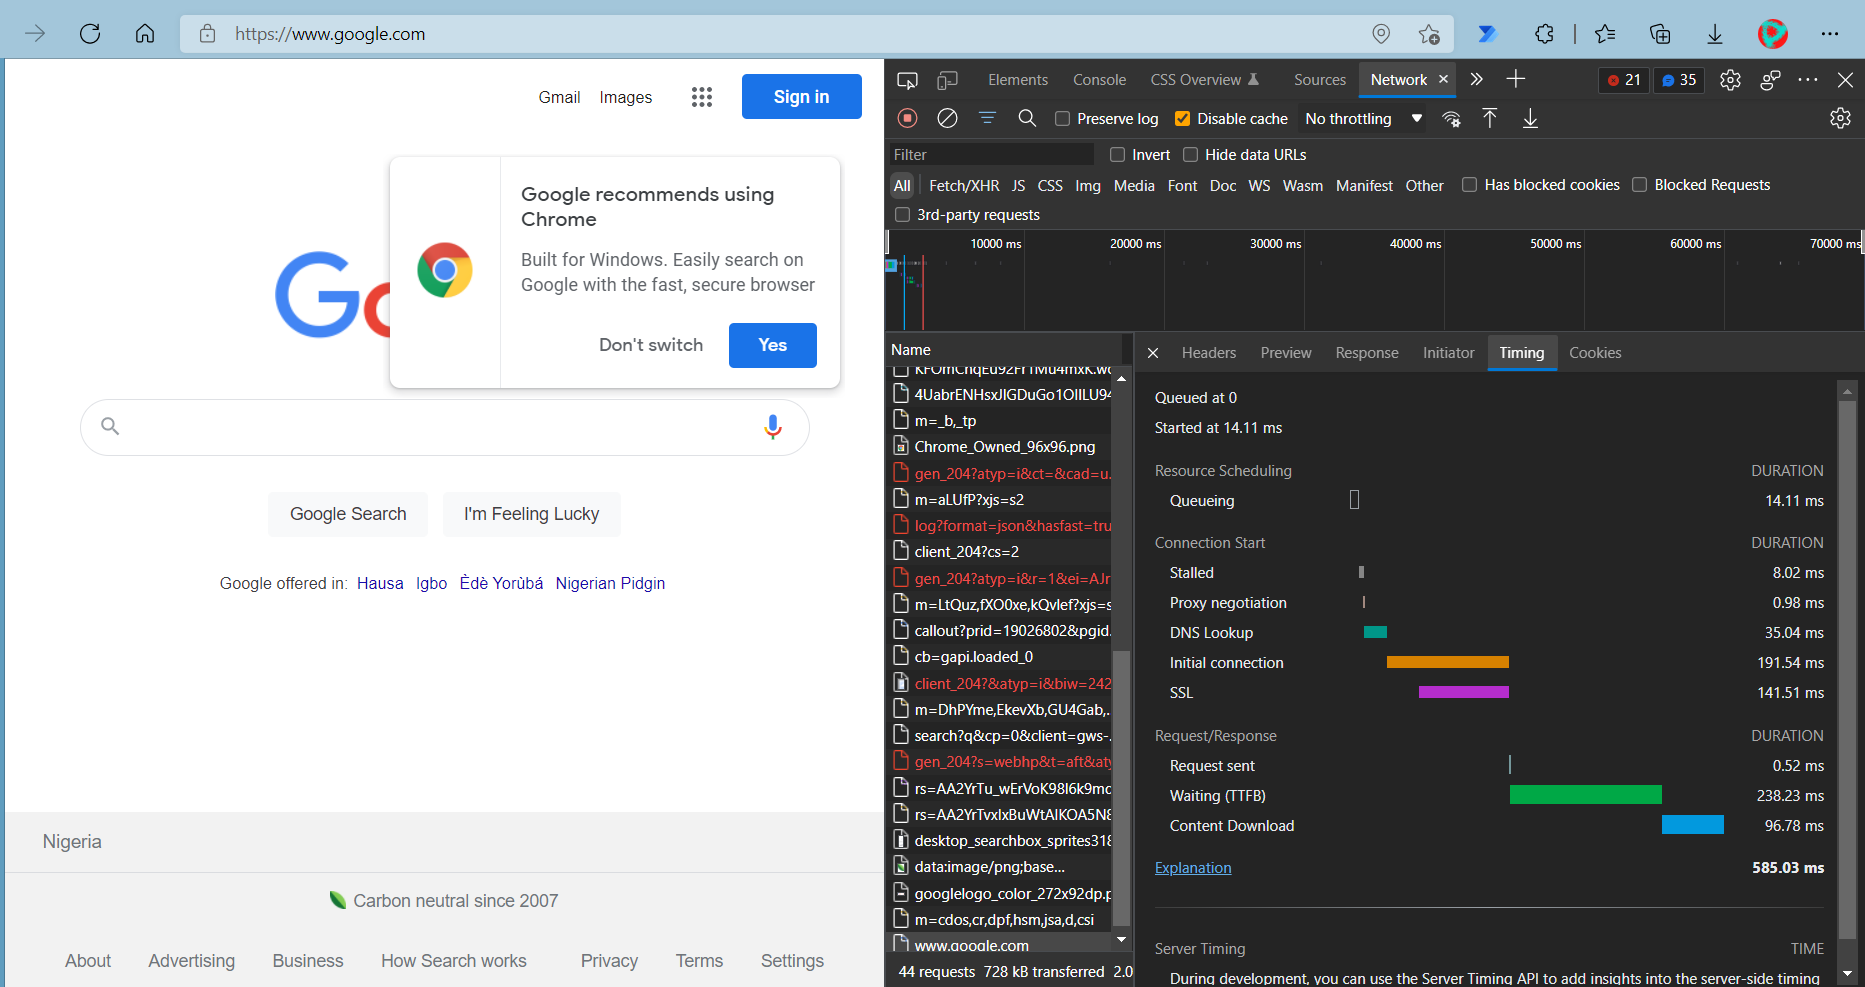 https://www.google.com
Gmail Images Sign in
Google recommends using
Chrome
Built for Windows. Easily search on
Google with the fast, secure browser
Don't switch Yes
Google Search I'm Feeling Lucky
Google offered in: Hausa Igbo Èdè Yorùbá Nigerian Pidgin
Nigeria
Carbon neutral since 2007
About Advertising Business How Search works Privacy Terms Settings
Elements Console CSS Overview Sources Network 21 35
Preserve log Disable cache No throttling
Filter Invert Hide data URLs
All Fetch/XHR JS CSS Img Media Font Doc WS Wasm Manifest Other Has blocked cookies Blocked Requests
3rd-party requests
10000 ms 20000 ms 30000 ms 40000 ms 50000 ms 60000 ms 70000 ms
Name
4UabrENHsxJlGDuGo1OIlLU94
m=_b,_tp
Chrome_Owned_96x96.png
gen_204?atyp=i&ct=&cad=u.
m=aLUfP?xjs=s2
log?format=json&hasfast=tru
client_204?cs=2
gen_204?atyp=i&r=1&ei=AJr
m=LtQuz,fXO0xe,kQvlef?xjs=s
callout?prid=19026802&pgid.
cb=gapi.loaded_0
client_204?&atyp=i&biw=242
m=DhPYme,EkevXb,GU4Gab,.
search?q&cp=0&client=gws-.
gen_204?s=webhp&t=aft&aty
rs=AA2YrTu_wErVoK98I6k9mc
rs=AA2YrTvxlxBuWtAlKOA5N8
desktop_searchbox_sprites318
data:image/png;base...
googlelogo_color_272x92dp.p
m=cdos,cr,dpf,hsm,jsa,d,csi
www.google.com
44 requests 728 kB transferred 2.0
Headers Preview Response Initiator Timing Cookies
Queued at 0
Started at 14.11 ms
Resource Scheduling DURATION
Queueing 14.11 ms
Connection Start DURATION
Stalled 8.02 ms
Proxy negotiation 0.98 ms
DNS Lookup 35.04 ms
Initial connection 191.54 ms
SSL 141.51 ms
Request/Response DURATION
Request sent 0.52 ms
Waiting (TTFB) 238.23 ms
Content Download 96.78 ms
Explanation 585.03 ms
Server Timing TIME
During development, you can use the Server Timing API to add insights into the server-side timing